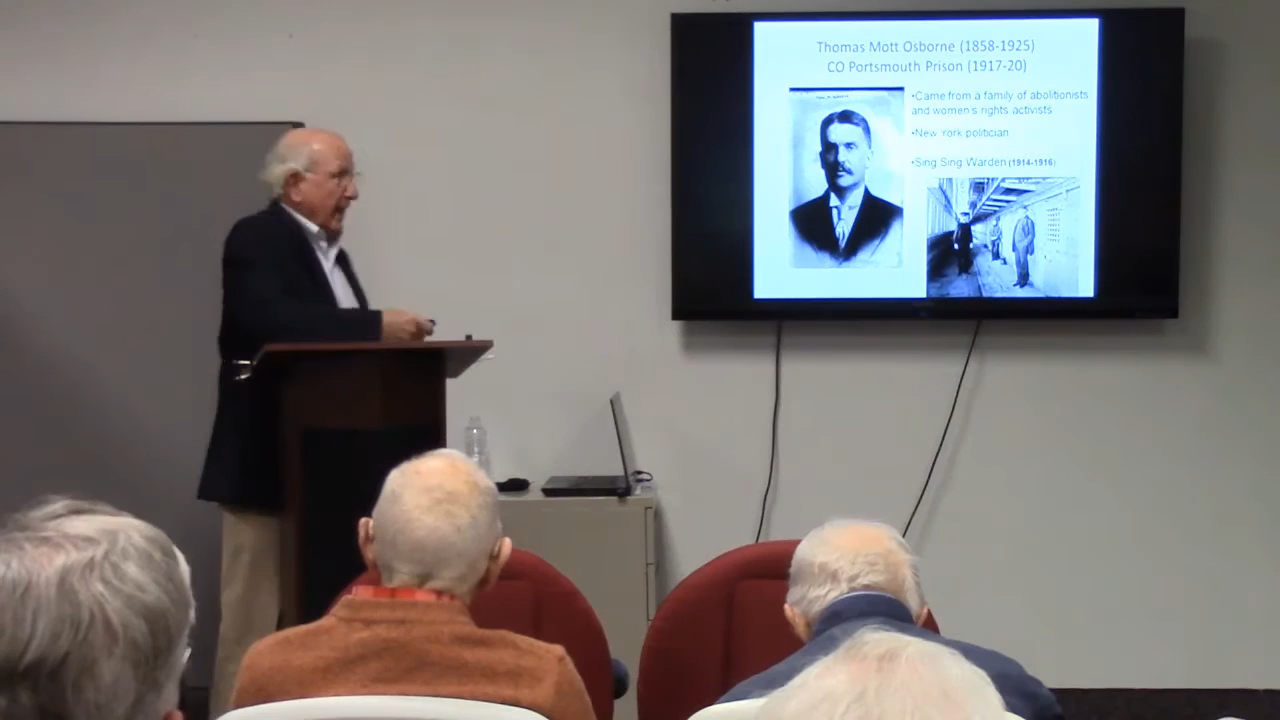 Thomas Mott Osborne (1858-1925)
CO Portsmouth Prison (1917-20)
•Came from a family of abolitionists
and women's rights activists
•New York politician
•Sing Sing Warden (1914-1916)